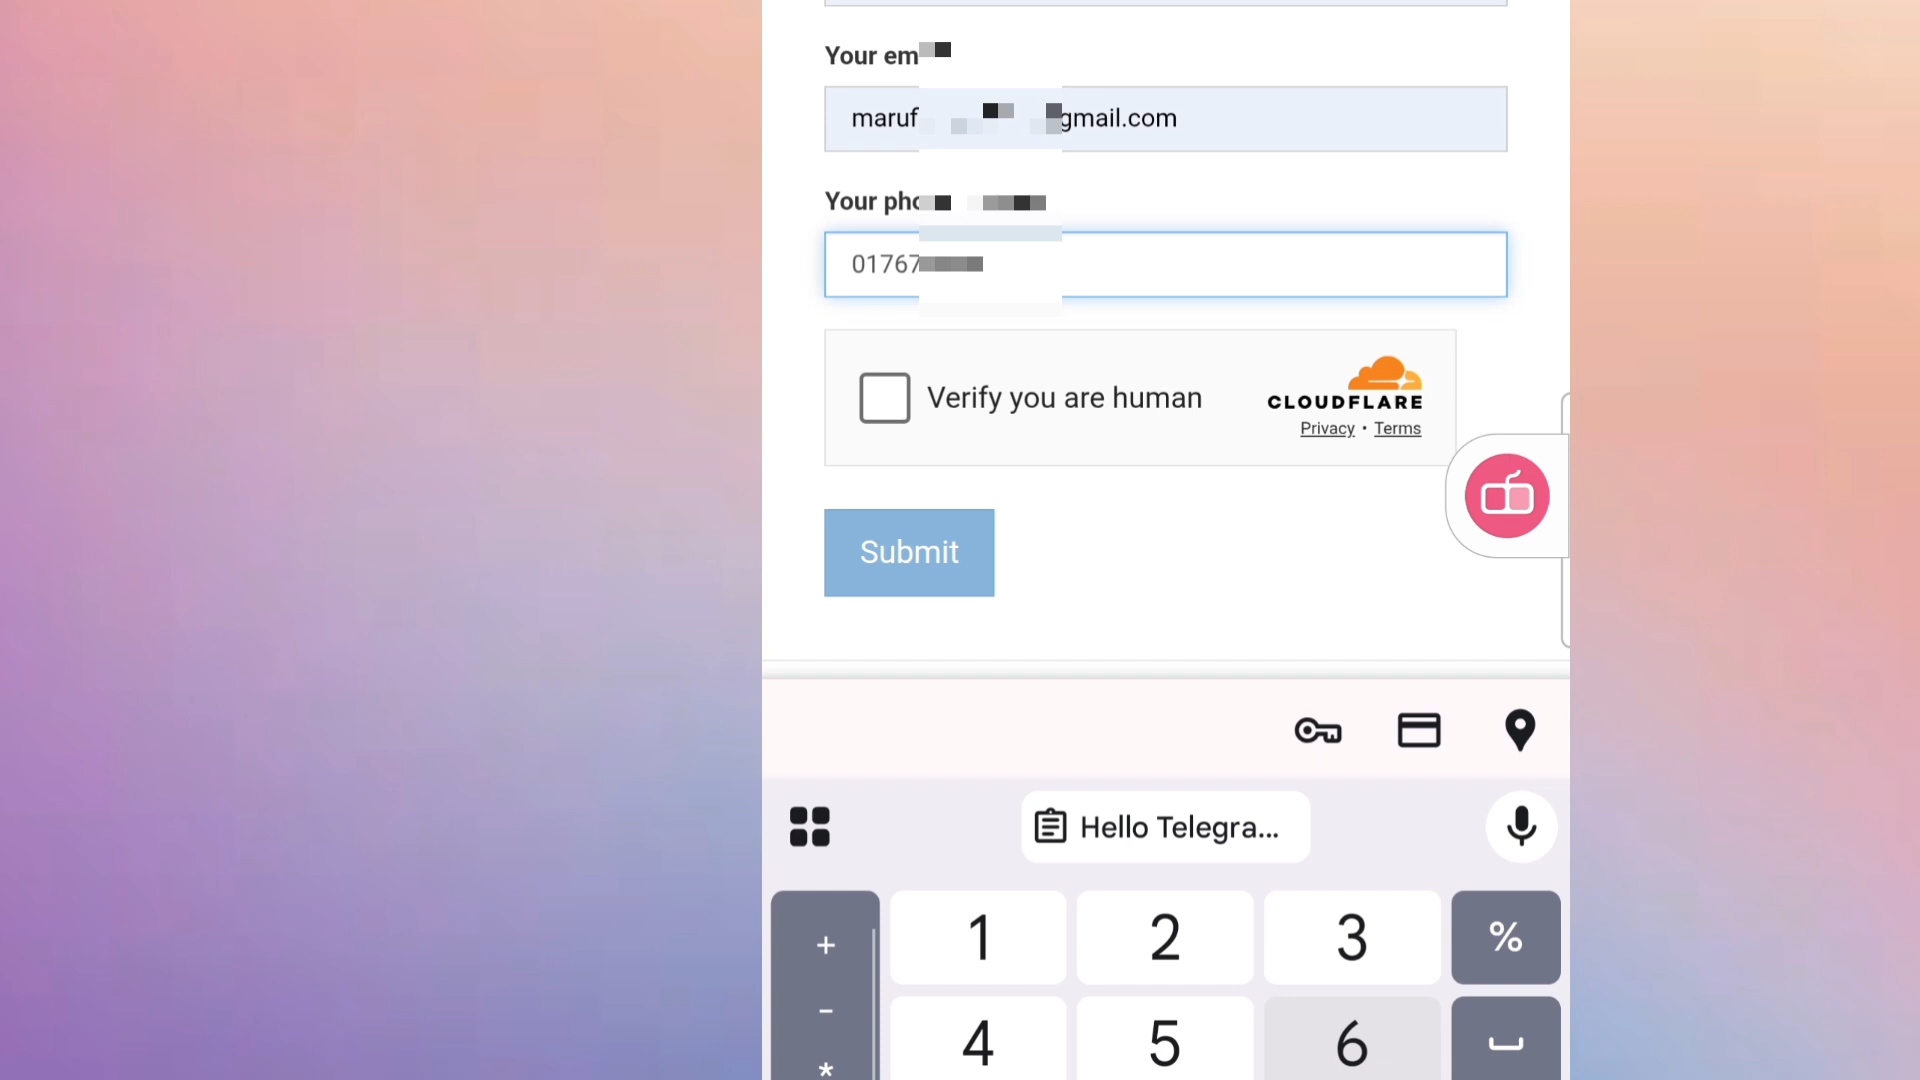 Your em
maruf gmail.com
Your pho
01767
Verify you are human
CLOUDFLARE
Privacy • Terms
Submit
Hello Telegra...
+ 1 2 3 %
- 4 5 6
*